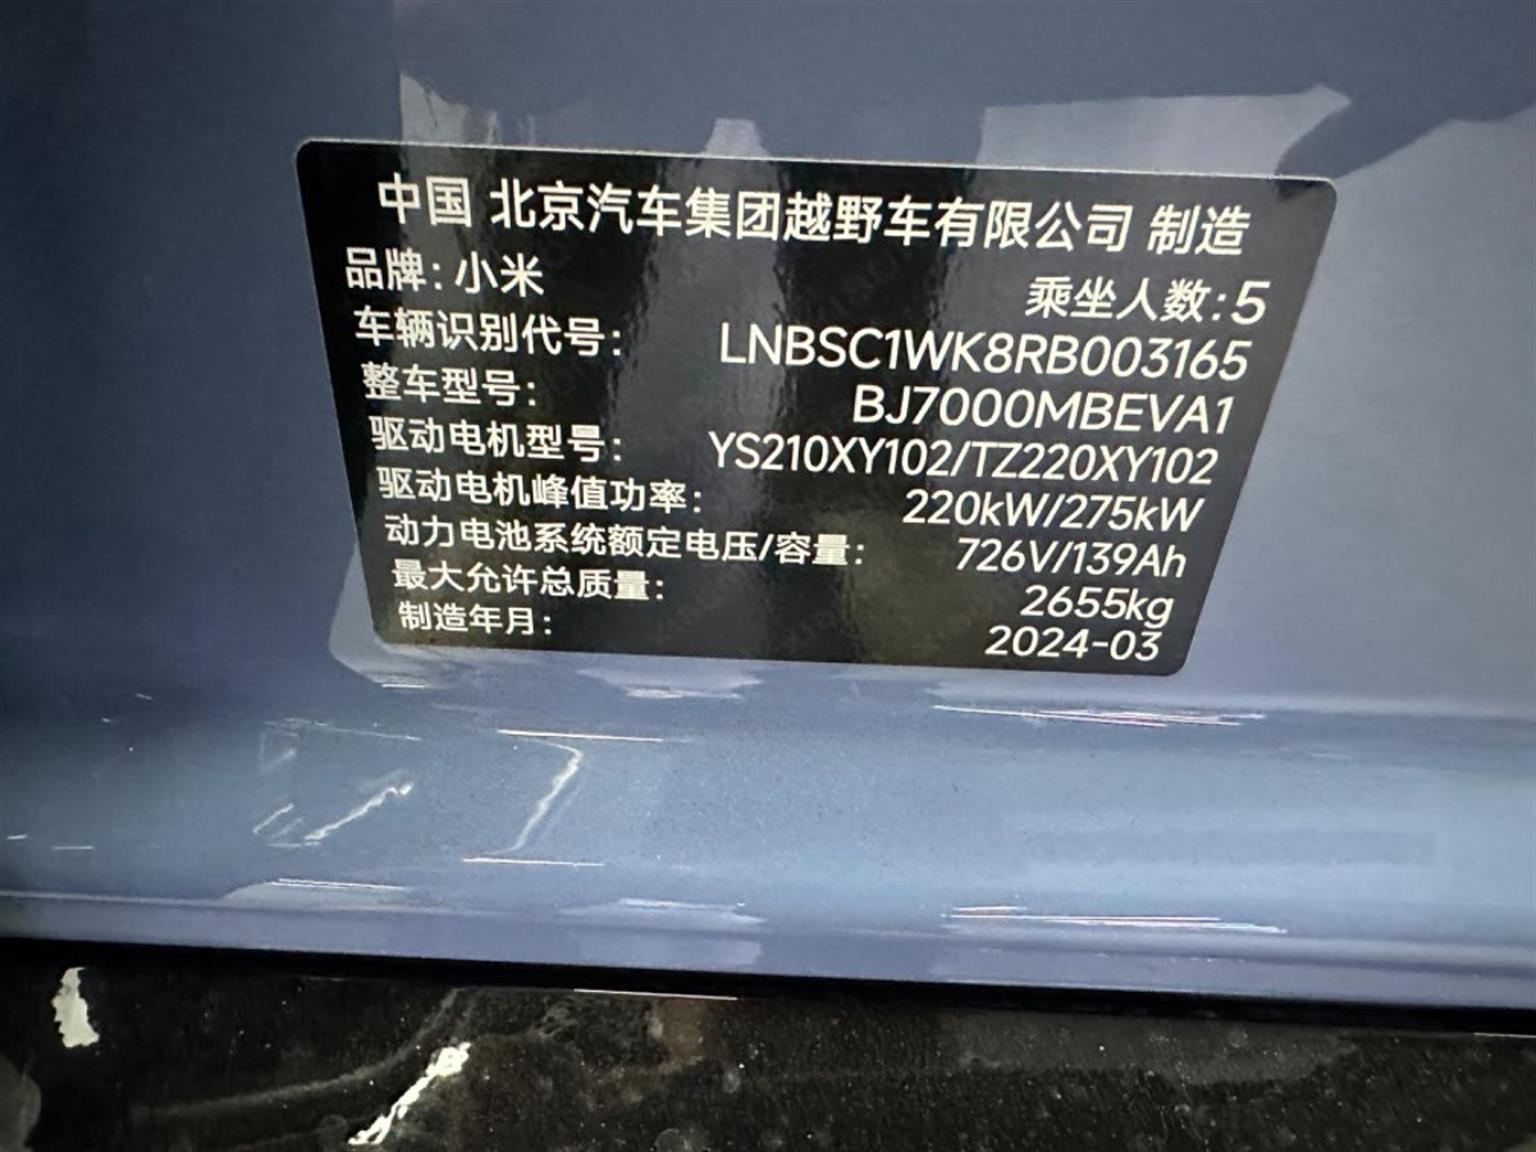 中国 北京汽车集团越野车有限公司 制造
品牌：小米 乘坐人数：5
车辆识别代号： LNBSC1WK8RB003165
整车型号： BJ7000MBEVA1
驱动电机型号： YS210XY102/TZ220XY102
驱动电机峰值功率： 220kW/275kW
动力电池系统额定电压/容量： 726V/139Ah
最大允许总质量： 2655kg
制造年月： 2024-03